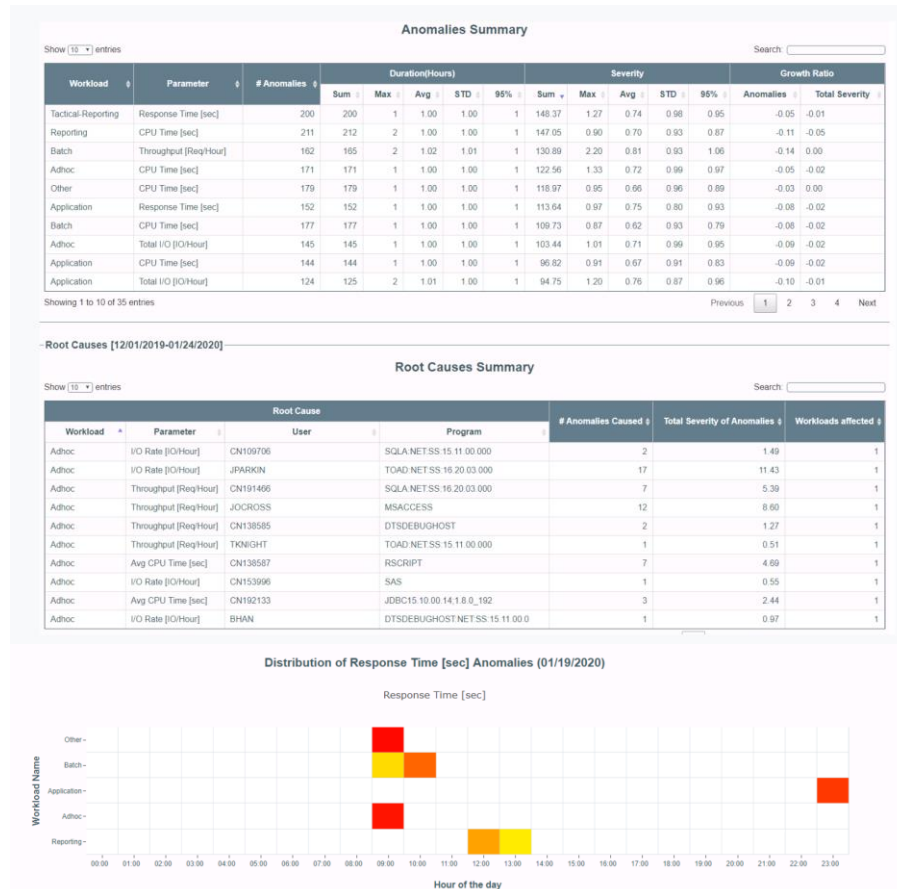 Anomalies Summary
Show 10 entries
Search:
Workload Parameter # Anomalies Duration(Hours) Severity Growth Ratio
Sum Max Avg STD 95% Sum Max Avg STD 95% Anomalies Total Severity
Tactical-Reporting Response Time [sec] 200 200 1 1.00 1.00 1 148.37 1.27 0.74 0.98 0.95 -0.05 -0.01
Reporting CPU Time [sec] 211 212 2 1.00 1.00 1 147.05 0.90 0.70 0.93 0.87 -0.11 -0.05
Batch Throughput [Req/Hour] 162 165 2 1.02 1.01 1 130.89 2.20 0.81 0.93 1.06 -0.14 0.00
Adhoc CPU Time [sec] 171 171 1 1.00 1.00 1 122.56 1.33 0.72 0.99 0.97 -0.05 -0.02
Other CPU Time [sec] 179 179 1 1.00 1.00 1 118.97 0.95 0.66 0.96 0.89 -0.03 0.00
Application Response Time [sec] 152 152 1 1.00 1.00 1 113.64 0.97 0.75 0.80 0.93 -0.08 -0.02
Batch CPU Time [sec] 177 177 1 1.00 1.00 1 109.73 0.87 0.62 0.93 0.79 -0.08 -0.02
Adhoc Total I/O [IO/Hour] 145 145 1 1.00 1.00 1 103.44 1.01 0.71 0.99 0.95 -0.09 -0.02
Application CPU Time [sec] 144 144 1 1.00 1.00 1 96.82 0.91 0.67 0.91 0.83 -0.09 -0.02
Application Total I/O [IO/Hour] 124 125 2 1.01 1.00 1 94.75 1.20 0.76 0.87 0.96 -0.10 -0.01
Showing 1 to 10 of 35 entries
Previous 1 2 3 4 Next
Root Causes [12/01/2019-01/24/2020]
Root Causes Summary
Show 10 entries
Search:
Root Cause # Anomalies Caused Total Severity of Anomalies Workloads affected
Workload Parameter User Program
Adhoc I/O Rate [IO/Hour] CN109706 SQLA.NET:SS:15.11.00.000 2 1.49 1
Adhoc I/O Rate [IO/Hour] JPARKIN TOAD:NET:SS:16.20.03.000 17 11.43 1
Adhoc Throughput [Req/Hour] CN191466 SQLA.NET:SS:16.20.03.000 7 5.39 1
Adhoc Throughput [Req/Hour] JOCROSS MSACCESS 12 8.60 1
Adhoc Throughput [Req/Hour] CN138585 DTSDEBUGHOST 2 1.27 1
Adhoc Throughput [Req/Hour] TKNIGHT TOAD:NET:SS:15.11.00.000 1 0.51 1
Adhoc Avg CPU Time [sec] CN138587 RSCRIPT 7 4.69 1
Adhoc I/O Rate [IO/Hour] CN153996 SAS 1 0.55 1
Adhoc Avg CPU Time [sec] CN192133 JDBC15.10.00.14;1.8.0_192 3 2.44 1
Adhoc I/O Rate [IO/Hour] BHAN DTSDEBUGHOST:NET:SS:15.11.00.0 1 0.97 1
Distribution of Response Time [sec] Anomalies (01/19/2020)
Response Time [sec]
Workload Name
Other
Batch
Application
Adhoc
Reporting
00:00 01:00 02:00 03:00 04:00 05:00 06:00 07:00 08:00 09:00 10:00 11:00 12:00 13:00 14:00 15:00 16:00 17:00 18:00 19:00 20:00 21:00 22:00 23:00
Hour of the day